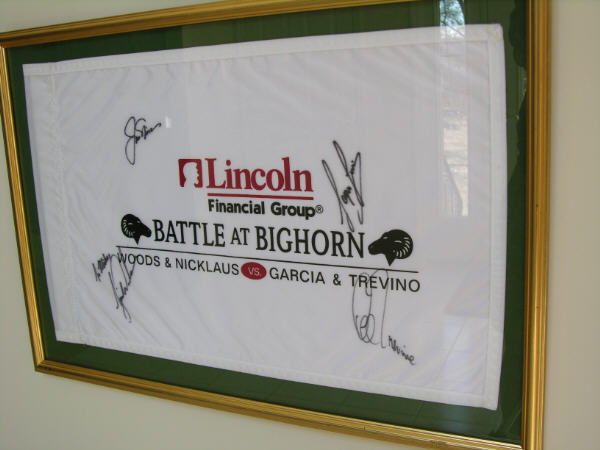 Lincoln
Financial Group®
BATTLE AT BIGHORN
WOODS & NICKLAUS VS. GARCIA & TREVINO